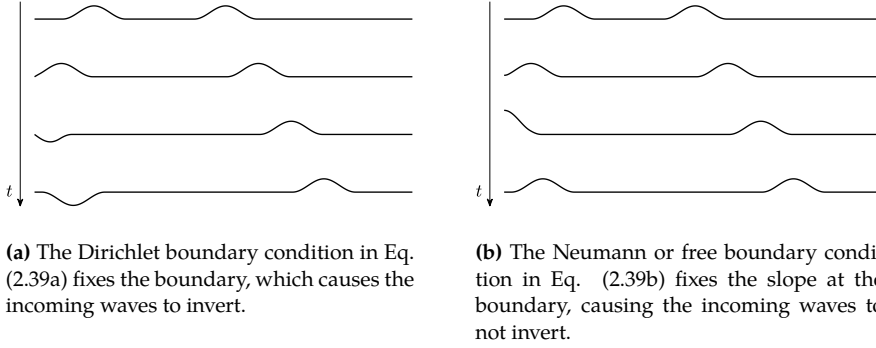 t
t
(a) The Dirichlet boundary condition in Eq.
(2.39a) fixes the boundary, which causes the
incoming waves to invert.
(b) The Neumann or free boundary condi
tion in Eq. (2.39b) fixes the slope at the
boundary, causing the incoming waves to
not invert.